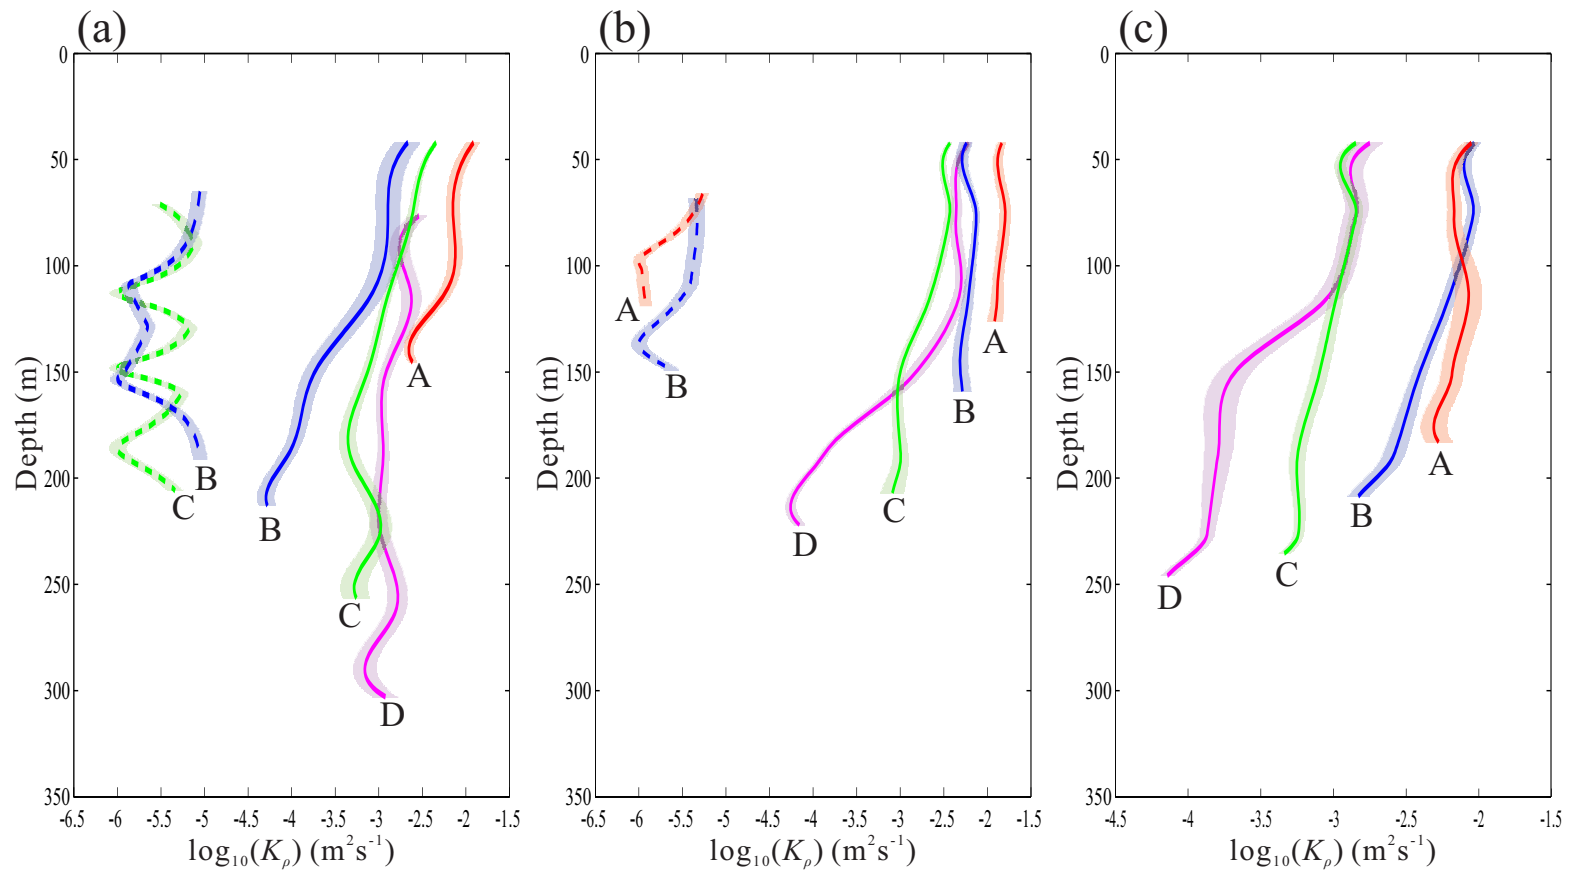 (a) (b) (c)
0 0 0
50 50 50
100 100 100
150 150 150
200 200 200
250 250 250
300 300 300
350 350 350
Depth (m) Depth (m) Depth (m)
A B B C C D
A A B B C D
A B C D
-6.5 -6 -5.5 -5 -4.5 -4 -3.5 -3 -2.5 -2 -1.5
-6.5 -6 -5.5 -5 -4.5 -4 -3.5 -3 -2.5 -2 -1.5
-4.5 -4 -3.5 -3 -2.5 -2 -1.5
log₁₀(Kρ) (m²s⁻¹) log₁₀(Kρ) (m²s⁻¹) log₁₀(Kρ) (m²s⁻¹)